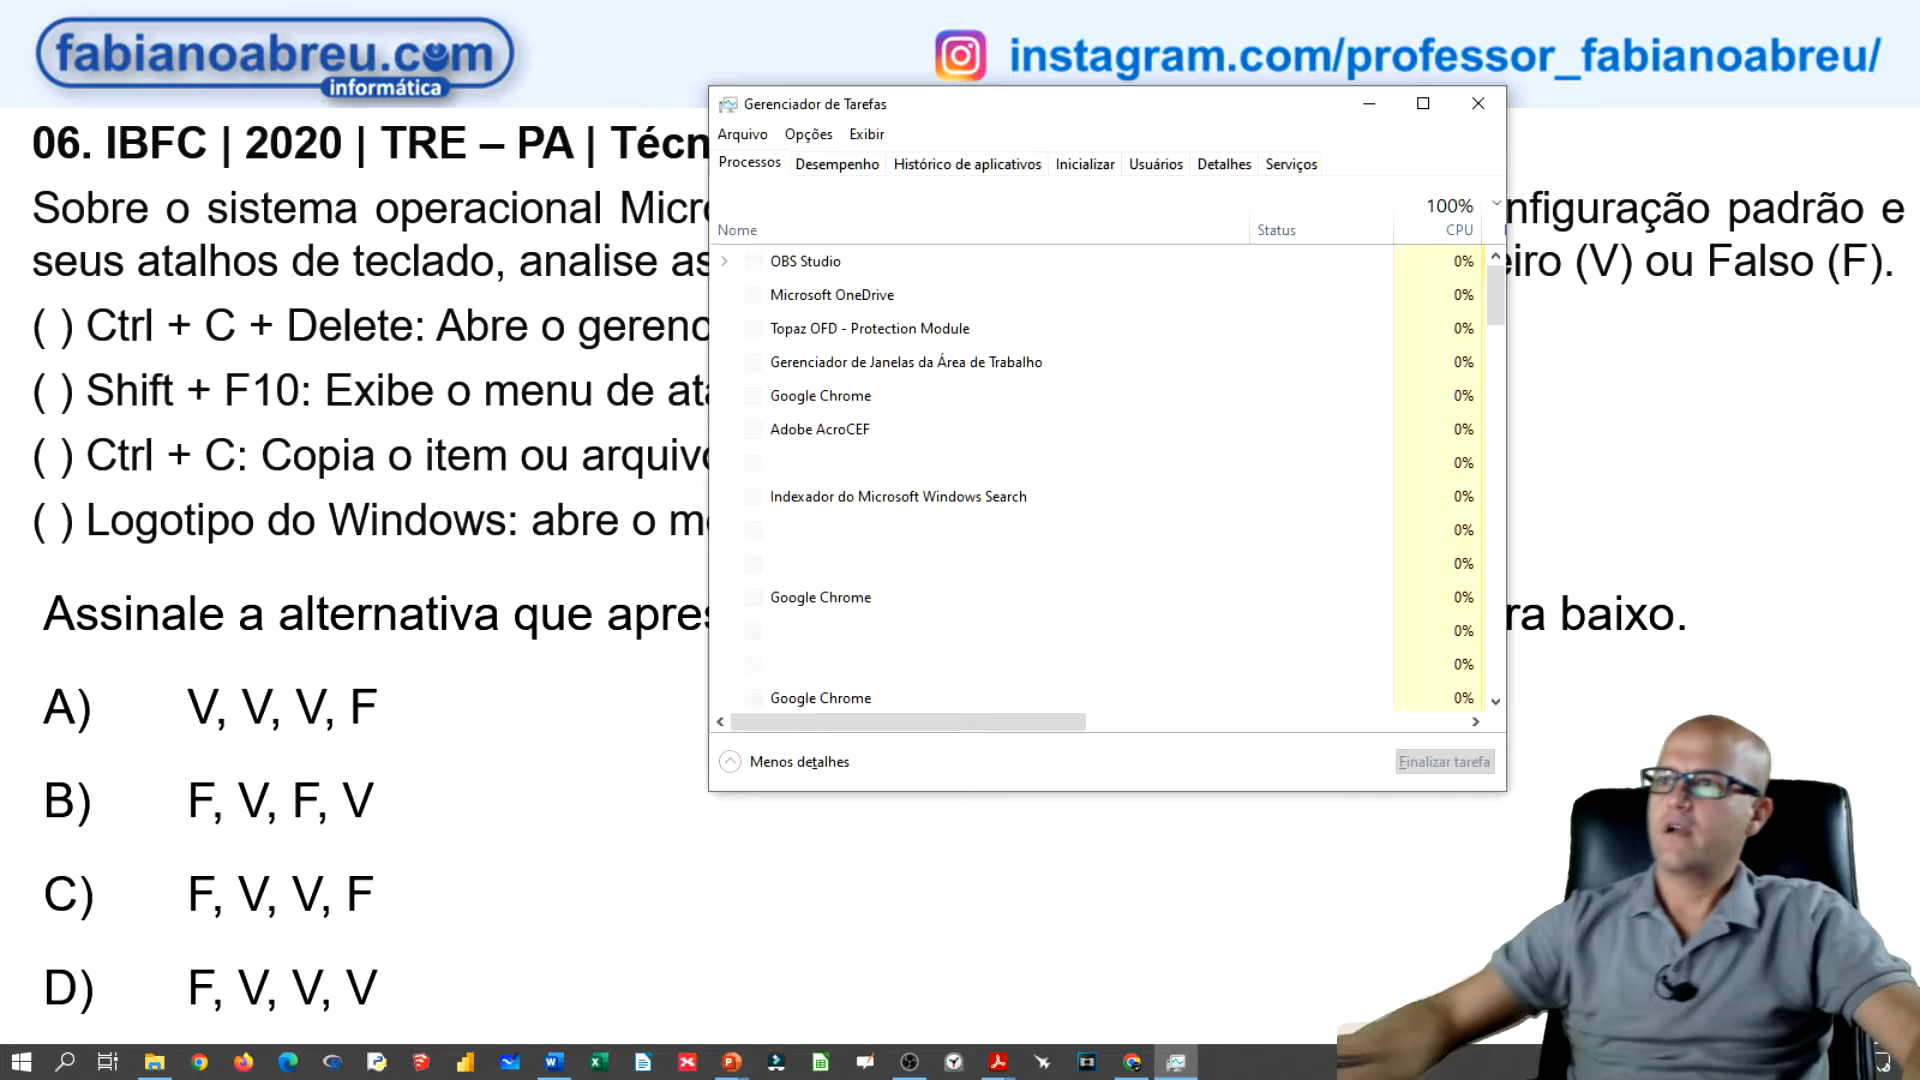 fabianoabreu.com
informática
instagram.com/professor_fabianoabreu/
06. IBFC | 2020 | TRE – PA | Técn
Sobre o sistema operacional Micro
nfiguração padrão e
seus atalhos de teclado, analise as
eiro (V) ou Falso (F).
( ) Ctrl + C + Delete: Abre o gerenc
( ) Shift + F10: Exibe o menu de ata
( ) Ctrl + C: Copia o item ou arquivo
( ) Logotipo do Windows: abre o me
Assinale a alternativa que apres
ra baixo.
A) V, V, V, F
B) F, V, F, V
C) F, V, V, F
D) F, V, V, V
Gerenciador de Tarefas
Arquivo Opções Exibir
Processos Desempenho Histórico de aplicativos Inicializar Usuários Detalhes Serviços
100%
Nome Status CPU
OBS Studio 0%
Microsoft OneDrive 0%
Topaz OFD - Protection Module 0%
Gerenciador de Janelas da Área de Trabalho 0%
Google Chrome 0%
Adobe AcroCEF 0%
0%
Indexador do Microsoft Windows Search 0%
0%
0%
Google Chrome 0%
0%
0%
Google Chrome 0%
Menos detalhes
Finalizar tarefa